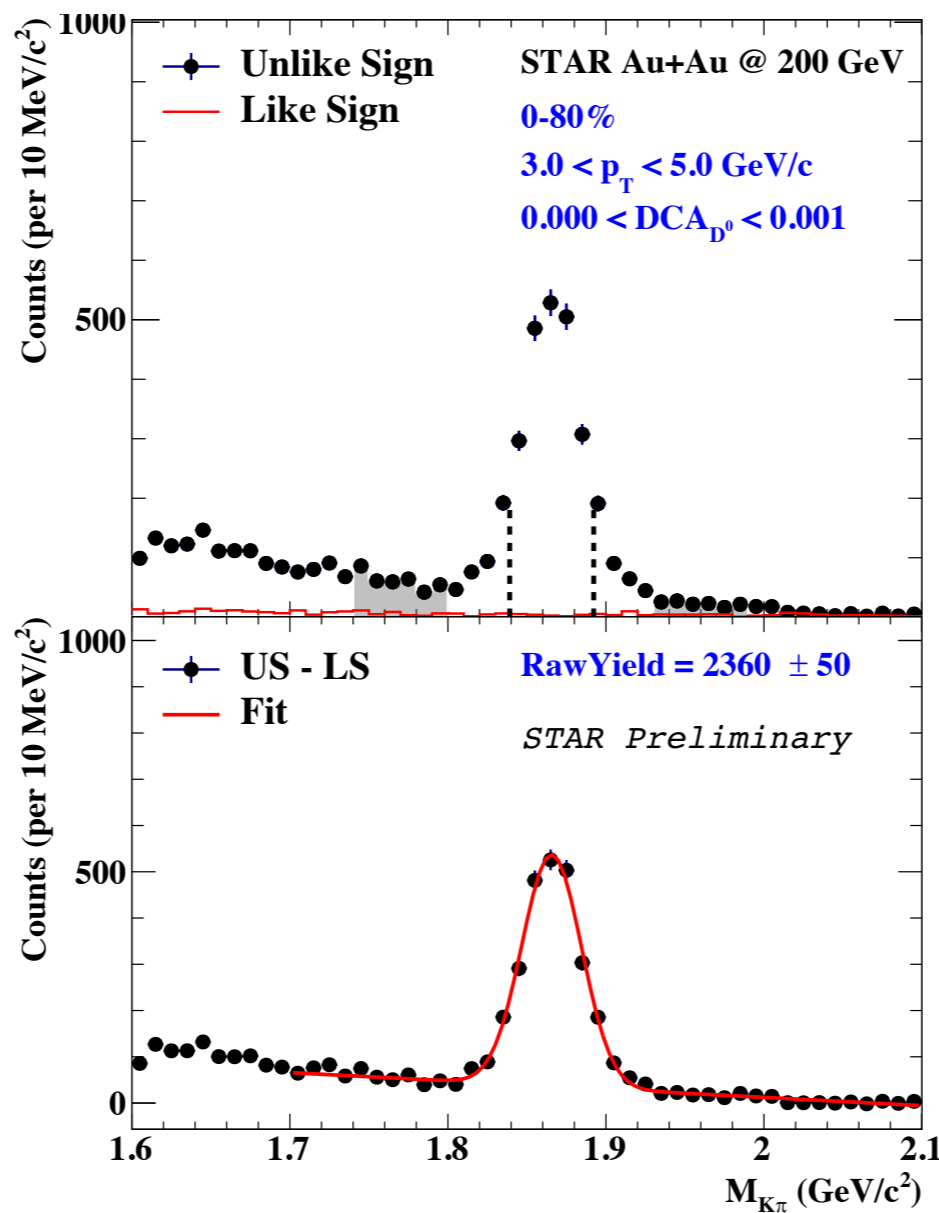 1000
Unlike Sign
Like Sign
STAR Au+Au @ 200 GeV
0-80%
3.0 < p_T < 5.0 GeV/c
0.000 < DCA_D⁰ < 0.001
500
Counts (per 10 MeV/c²)
1000
US - LS
Fit
RawYield = 2360 ± 50
STAR Preliminary
500
0
Counts (per 10 MeV/c²)
1.6 1.7 1.8 1.9 2 2.1
M_Kπ (GeV/c²)